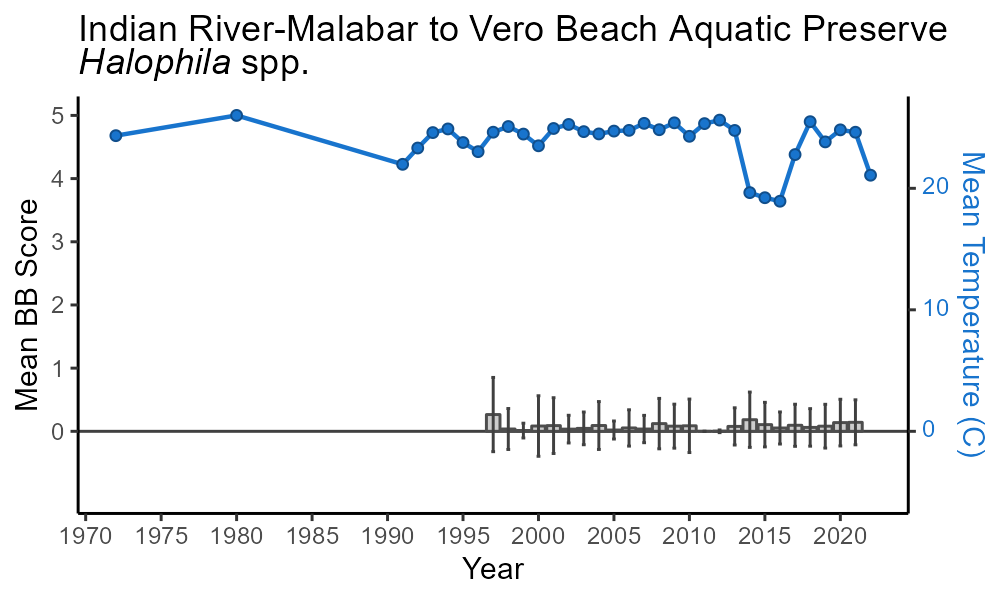 Indian River-Malabar to Vero Beach Aquatic Preserve
Halophila spp.
Mean BB Score
5
4
3
2
1
0
20
10
0
Mean Temperature (C)
1970 1975 1980 1985 1990 1995 2000 2005 2010 2015 2020
Year